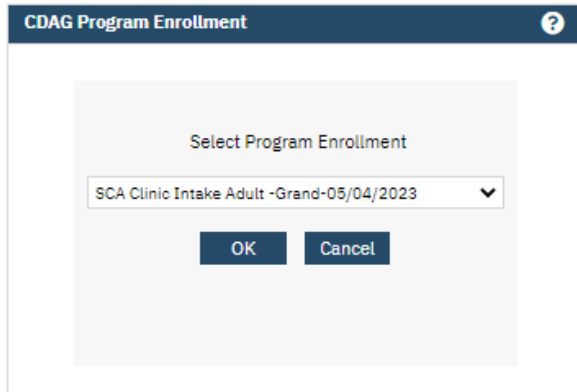 CDAG Program Enrollment ?
Select Program Enrollment
SCA Clinic Intake Adult -Grand-05/04/2023
OK Cancel